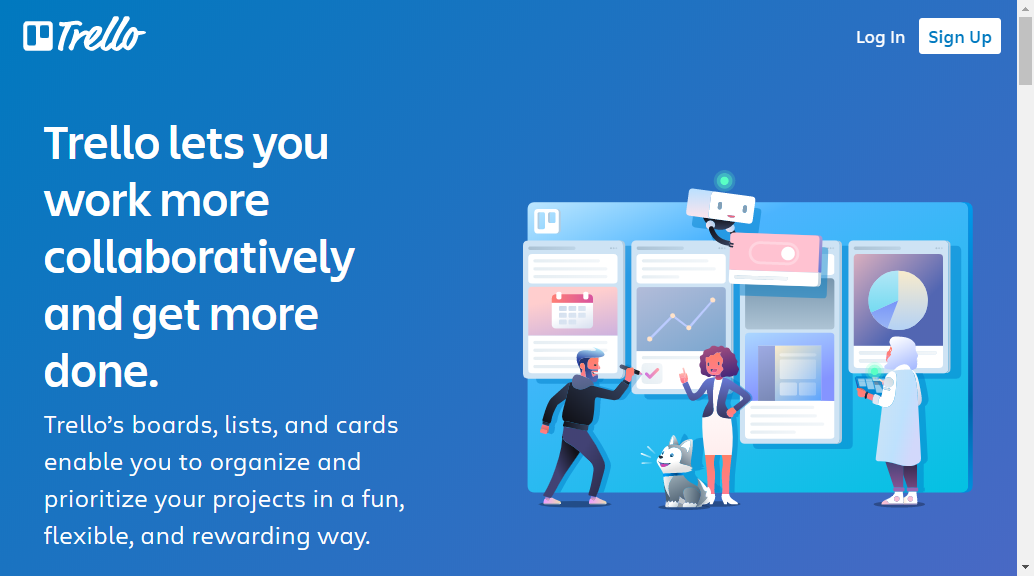 Trello
Log In
Sign Up
Trello lets you
work more
collaboratively
and get more
done.
Trello’s boards, lists, and cards
enable you to organize and
prioritize your projects in a fun,
flexible, and rewarding way.